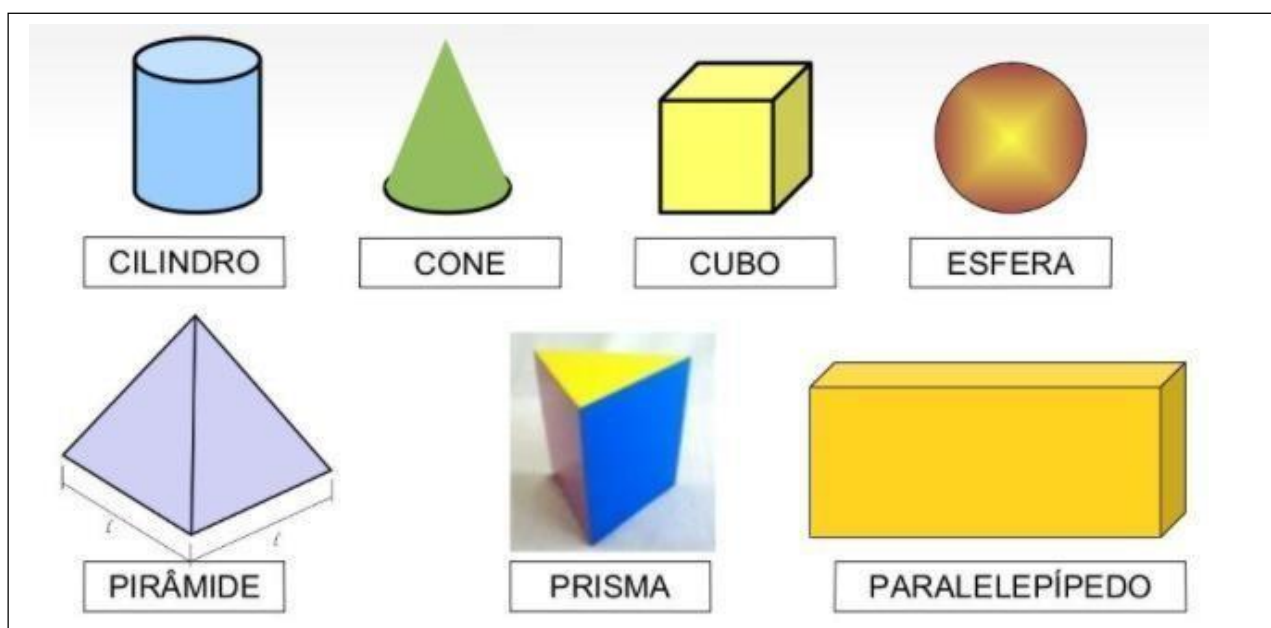 CILINDRO
CONE
CUBO
ESFERA
ℓ
ℓ
PIRÂMIDE
PRISMA
PARALELEPÍPEDO